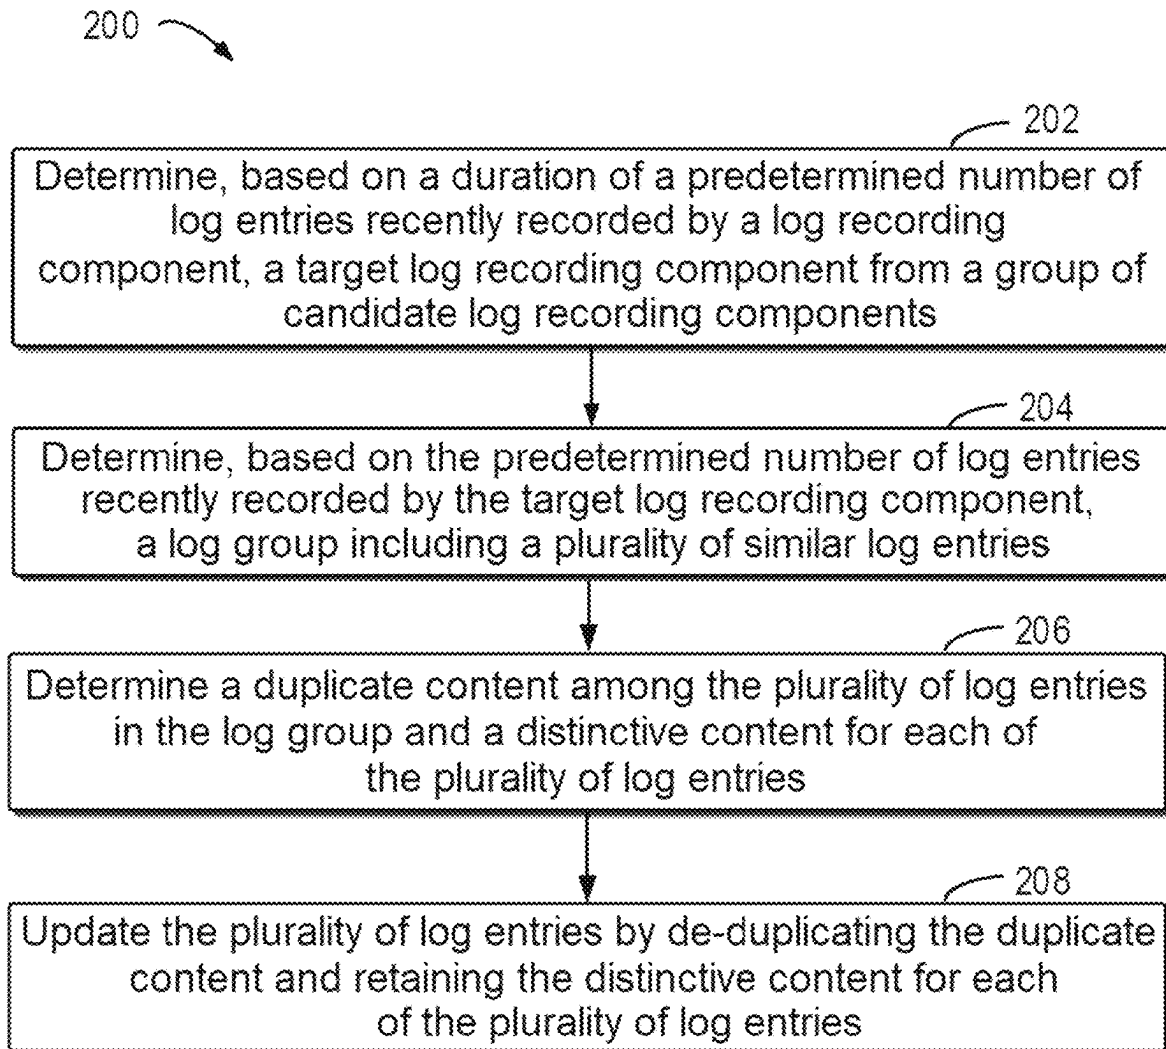 200
202
Determine, based on a duration of a predetermined number of
log entries recently recorded by a log recording
component, a target log recording component from a group of
candidate log recording components
204
Determine, based on the predetermined number of log entries
recently recorded by the target log recording component,
a log group including a plurality of similar log entries
206
Determine a duplicate content among the plurality of log entries
in the log group and a distinctive content for each of
the plurality of log entries
208
Update the plurality of log entries by de-duplicating the duplicate
content and retaining the distinctive content for each
of the plurality of log entries